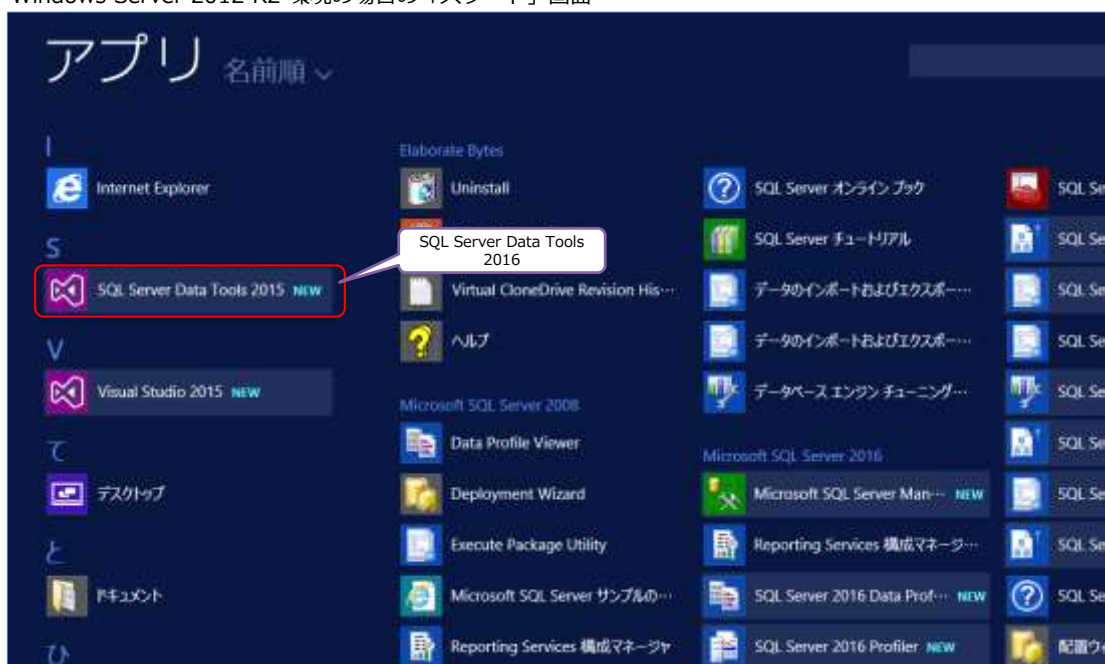 Windows Server 2012 R2 環境の場合の「スタート」画面
アプリ 名前順
I
Internet Explorer
S
SQL Server Data Tools 2015 NEW
V
Visual Studio 2015 NEW
て
デスクトップ
と
ドキュメント
ひ
Elaborate Bytes
Uninstall
SQL Server Data Tools
2016
Virtual CloneDrive Revision His…
ヘルプ
Microsoft SQL Server 2008
Data Profile Viewer
Deployment Wizard
Execute Package Utility
Microsoft SQL Server サンプルの…
Reporting Services 構成マネージャ
SQL Server オンライン ブック
SQL Server チュートリアル
データのインポートおよびエクスポー…
データのインポートおよびエクスポー…
データベース エンジン チューニング…
Microsoft SQL Server 2016
Microsoft SQL Server Man… NEW
Reporting Services 構成マネージ…
SQL Server 2016 Data Prof… NEW
SQL Server 2016 Profiler NEW
SQL Se
SQL Se
SQL Se
SQL Se
SQL Se
SQL Se
SQL Se
SQL Se
SQL Se
配置ウィ